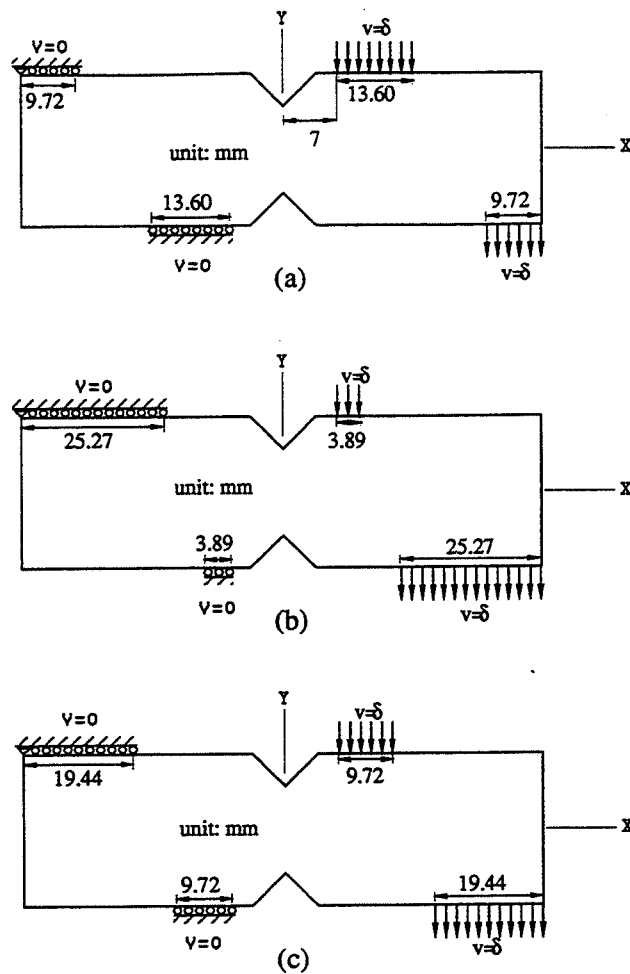 Y
V=0
v=δ
9.72
13.60
7
unit: mm
X
13.60
9.72
V=0
v=δ
(a)
Y
V=0
v=δ
25.27
3.89
unit: mm
X
3.89
25.27
V=0
v=δ
(b)
Y
V=0
v=δ
19.44
9.72
unit: mm
X
9.72
19.44
V=0
v=δ
(c)